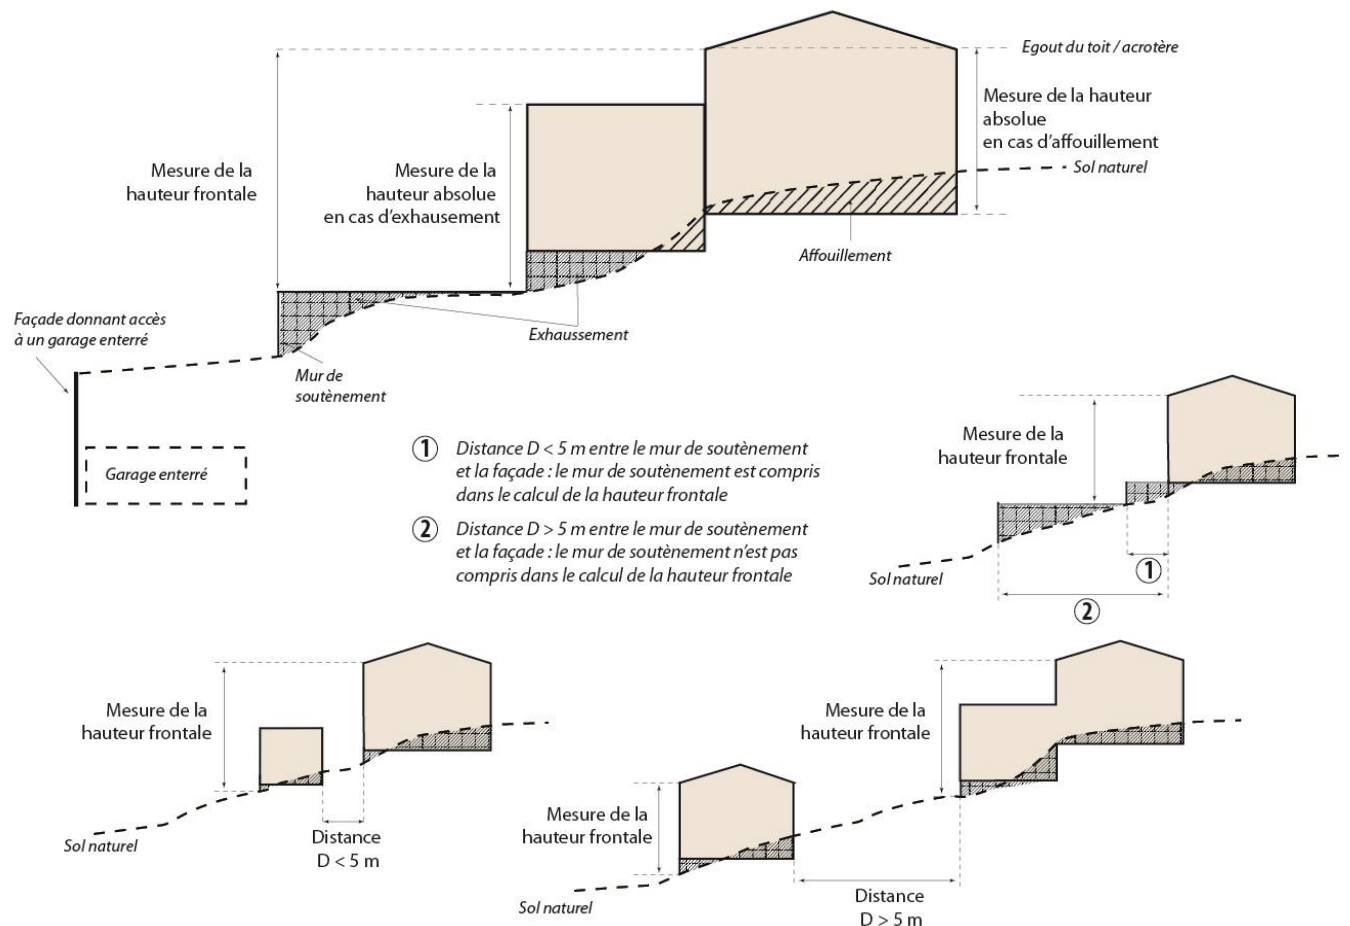 Egout du toit / acrotère
Mesure de la hauteur
absolue
en cas d'affouillement
Mesure de la
hauteur frontale
Mesure de la
hauteur absolue
en cas d'exhausement
Sol naturel
Affouillement
Façade donnant accès
à un garage enterré
Exhaussement
Mur de
soutènement
Garage enterré
① Distance D < 5 m entre le mur de soutènement
et la façade : le mur de soutènement est compris
dans le calcul de la hauteur frontale
② Distance D > 5 m entre le mur de soutènement
et la façade : le mur de soutènement n'est pas
compris dans le calcul de la hauteur frontale
Mesure de la
hauteur frontale
Sol naturel
①
②
Mesure de la
hauteur frontale
Sol naturel
Distance
D < 5 m
Mesure de la
hauteur frontale
Mesure de la
hauteur frontale
Sol naturel
Distance
D > 5 m